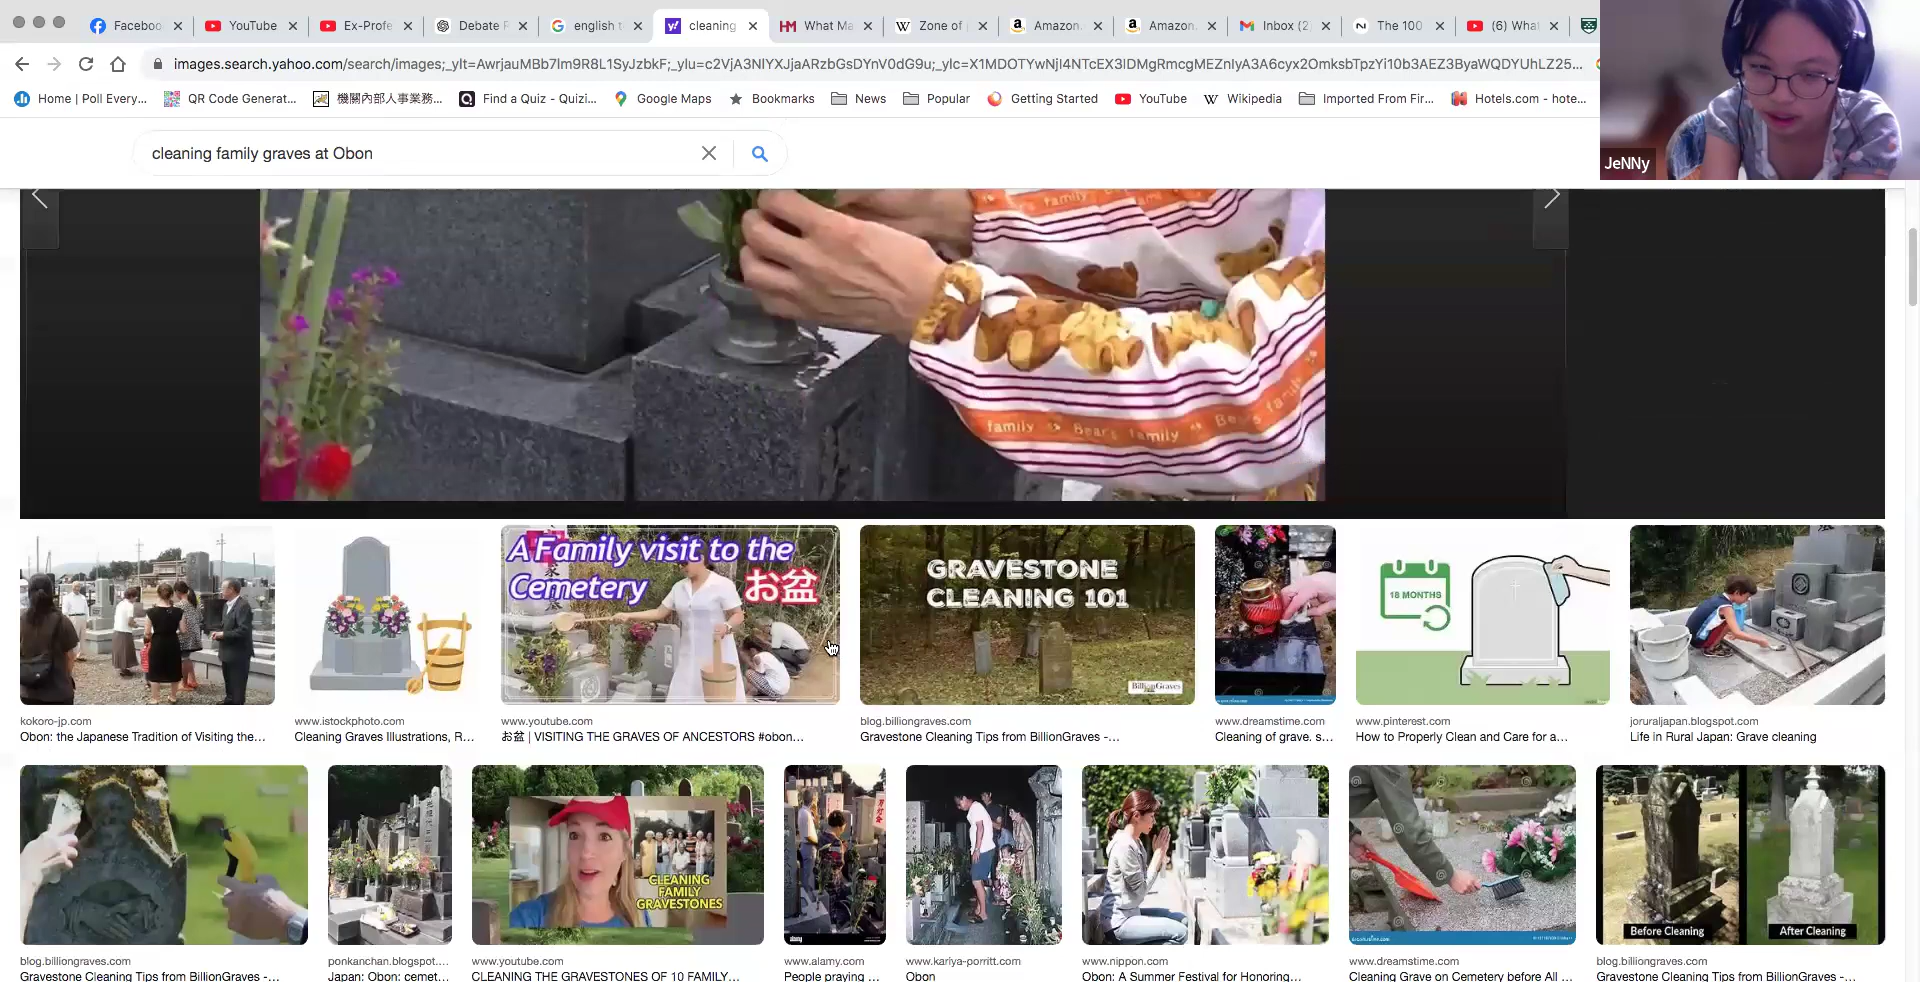 Faceboo
YouTube
Ex-Profe
Debate
english t
cleaning
What Ma
Zone of
Amazon.
Amazon.
Inbox (2
The 100
(6) What
images.search.yahoo.com/search/images;
Home | Poll Every...
QR Code Generat...
機關內部人事業務...
Find a Quiz - Quizi...
Google Maps
Bookmarks
News
Popular
Getting Started
YouTube
Wikipedia
Imported From Fir...
Hotels.com - hote...
JeNNy
cleaning family graves at Obon
family
Bear's family
family
Bear's family
A Family visit to the
Cemetery
お盆
GRAVESTONE
CLEANING 101
BillionGraves
18 MONTHS
kokoro-jp.com
Obon: the Japanese Tradition of Visiting the...
www.istockphoto.com
Cleaning Graves Illustrations, R...
www.youtube.com
お盆 | VISITING THE GRAVES OF ANCESTORS #obon...
blog.billiongraves.com
Gravestone Cleaning Tips from BillionGraves -...
www.dreamstime.com
Cleaning of grave. s...
www.pinterest.com
How to Properly Clean and Care for a...
joruraljapan.blogspot.com
Life in Rural Japan: Grave cleaning
CLEANING
FAMILY
GRAVESTONES
alamy
dreamstime.com
Before Cleaning
After Cleaning
blog.billiongraves.com
Gravestone Cleaning Tips from BillionGraves -...
ponkanchan.blogspot....
Japan: Obon: cemet...
www.youtube.com
CLEANING THE GRAVESTONES OF 10 FAMILY...
www.alamy.com
People praying ...
www.kariya-porritt.com
Obon
www.nippon.com
Obon: A Summer Festival for Honoring...
www.dreamstime.com
Cleaning Grave on Cemetery before All ...
blog.billiongraves.com
Gravestone Cleaning Tips from BillionGraves -...